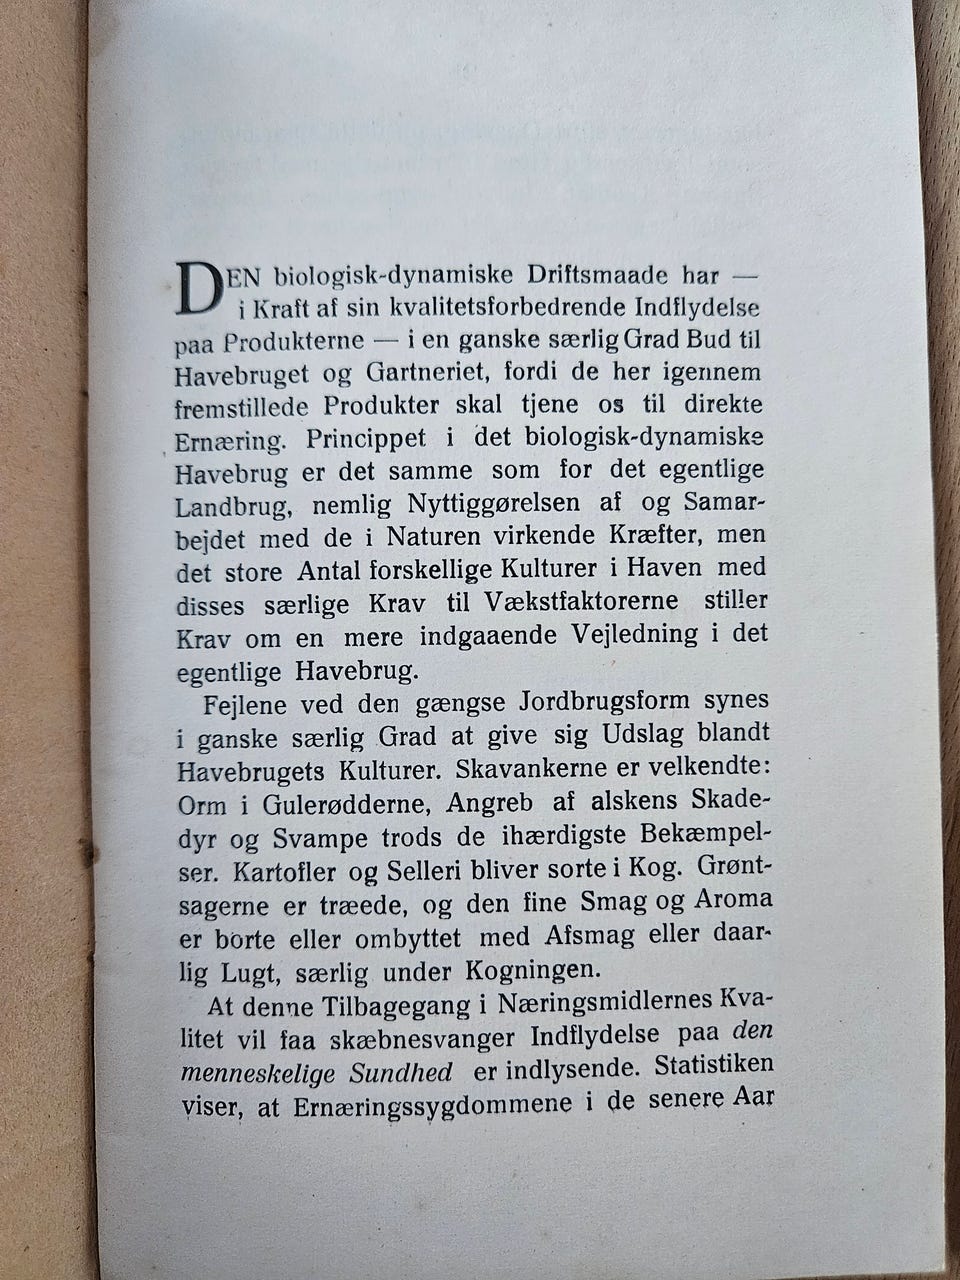 DEN biologisk-dynamiske Driftsmaade har —
i Kraft af sin kvalitetsforbedrende Indflydelse
paa Produkterne — i en ganske særlig Grad Bud til
Havebruget og Gartneriet, fordi de her igennem
fremstillede Produkter skal tjene os til direkte
Ernæring. Princippet i det biologisk-dynamiske
Havebrug er det samme som for det egentlige
Landbrug, nemlig Nyttiggørelsen af og Samar-
bejdet med de i Naturen virkende Kræfter, men
det store Antal forskellige Kulturer i Haven med
disses særlige Krav til Vækstfaktorerne stiller
Krav om en mere indgaaende Vejledning i det
egentlige Havebrug.
Fejlene ved den gængse Jordbrugsform synes
i ganske særlig Grad at give sig Udslag blandt
Havebrugets Kulturer. Skavankerne er velkendte:
Orm i Gulerødderne, Angreb af alskens Skade-
dyr og Svampe trods de ihærdigste Bekæmpel-
ser. Kartofler og Selleri bliver sorte i Kog. Grønt-
sagerne er træede, og den fine Smag og Aroma
er borte eller ombyttet med Afsmag eller daar-
lig Lugt, særlig under Kogningen.
At denne Tilbagegang i Næringsmidlernes Kva-
litet vil faa skæbnesvanger Indflydelse paa den
menneskelige Sundhed er indlysende. Statistiken
viser, at Ernæringssygdommene i de senere Aar